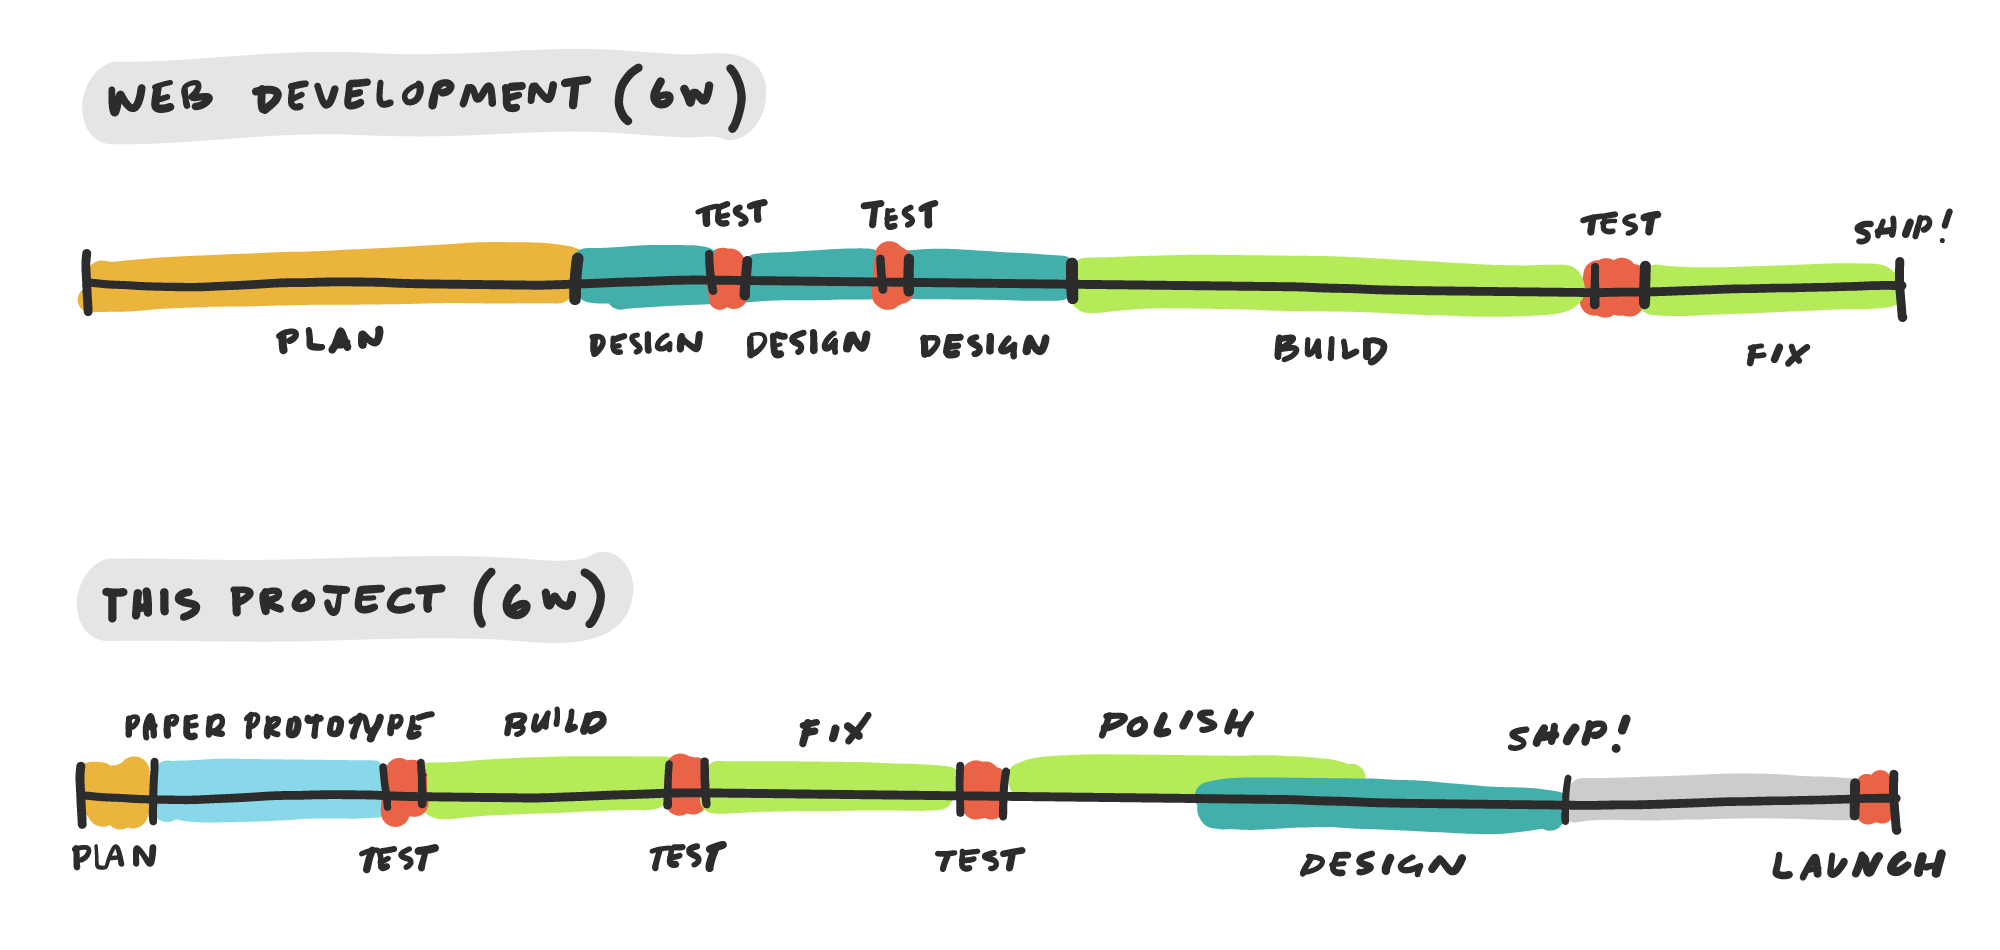 WEB DEVELOPMENT (6W)
TEST TEST TEST SHIP!
PLAN DESIGN DESIGN DESIGN BUILD FIX
THIS PROJECT (6W)
PAPER PROTOTYPE BUILD FIX POLISH SHIP!
PLAN TEST TEST TEST DESIGN LAUNCH